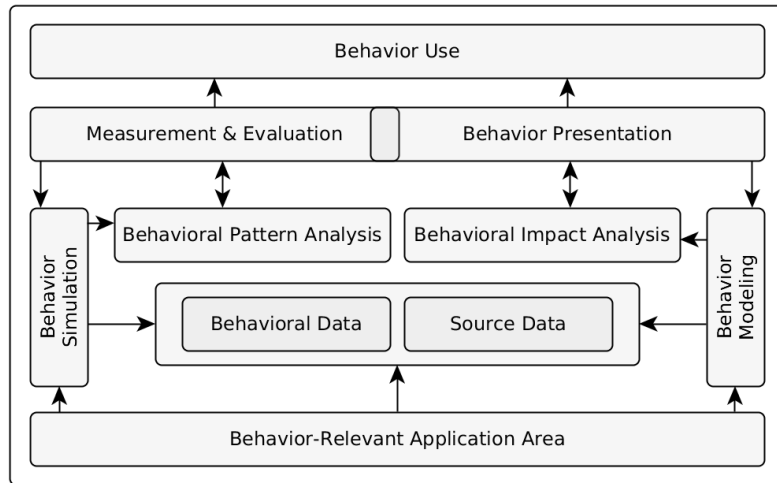 Behavior Use
Measurement & Evaluation
Behavior Presentation
Behavioral Pattern Analysis
Behavioral Impact Analysis
Behavior
Simulation
Behavior
Modeling
Behavioral Data
Source Data
Behavior-Relevant Application Area